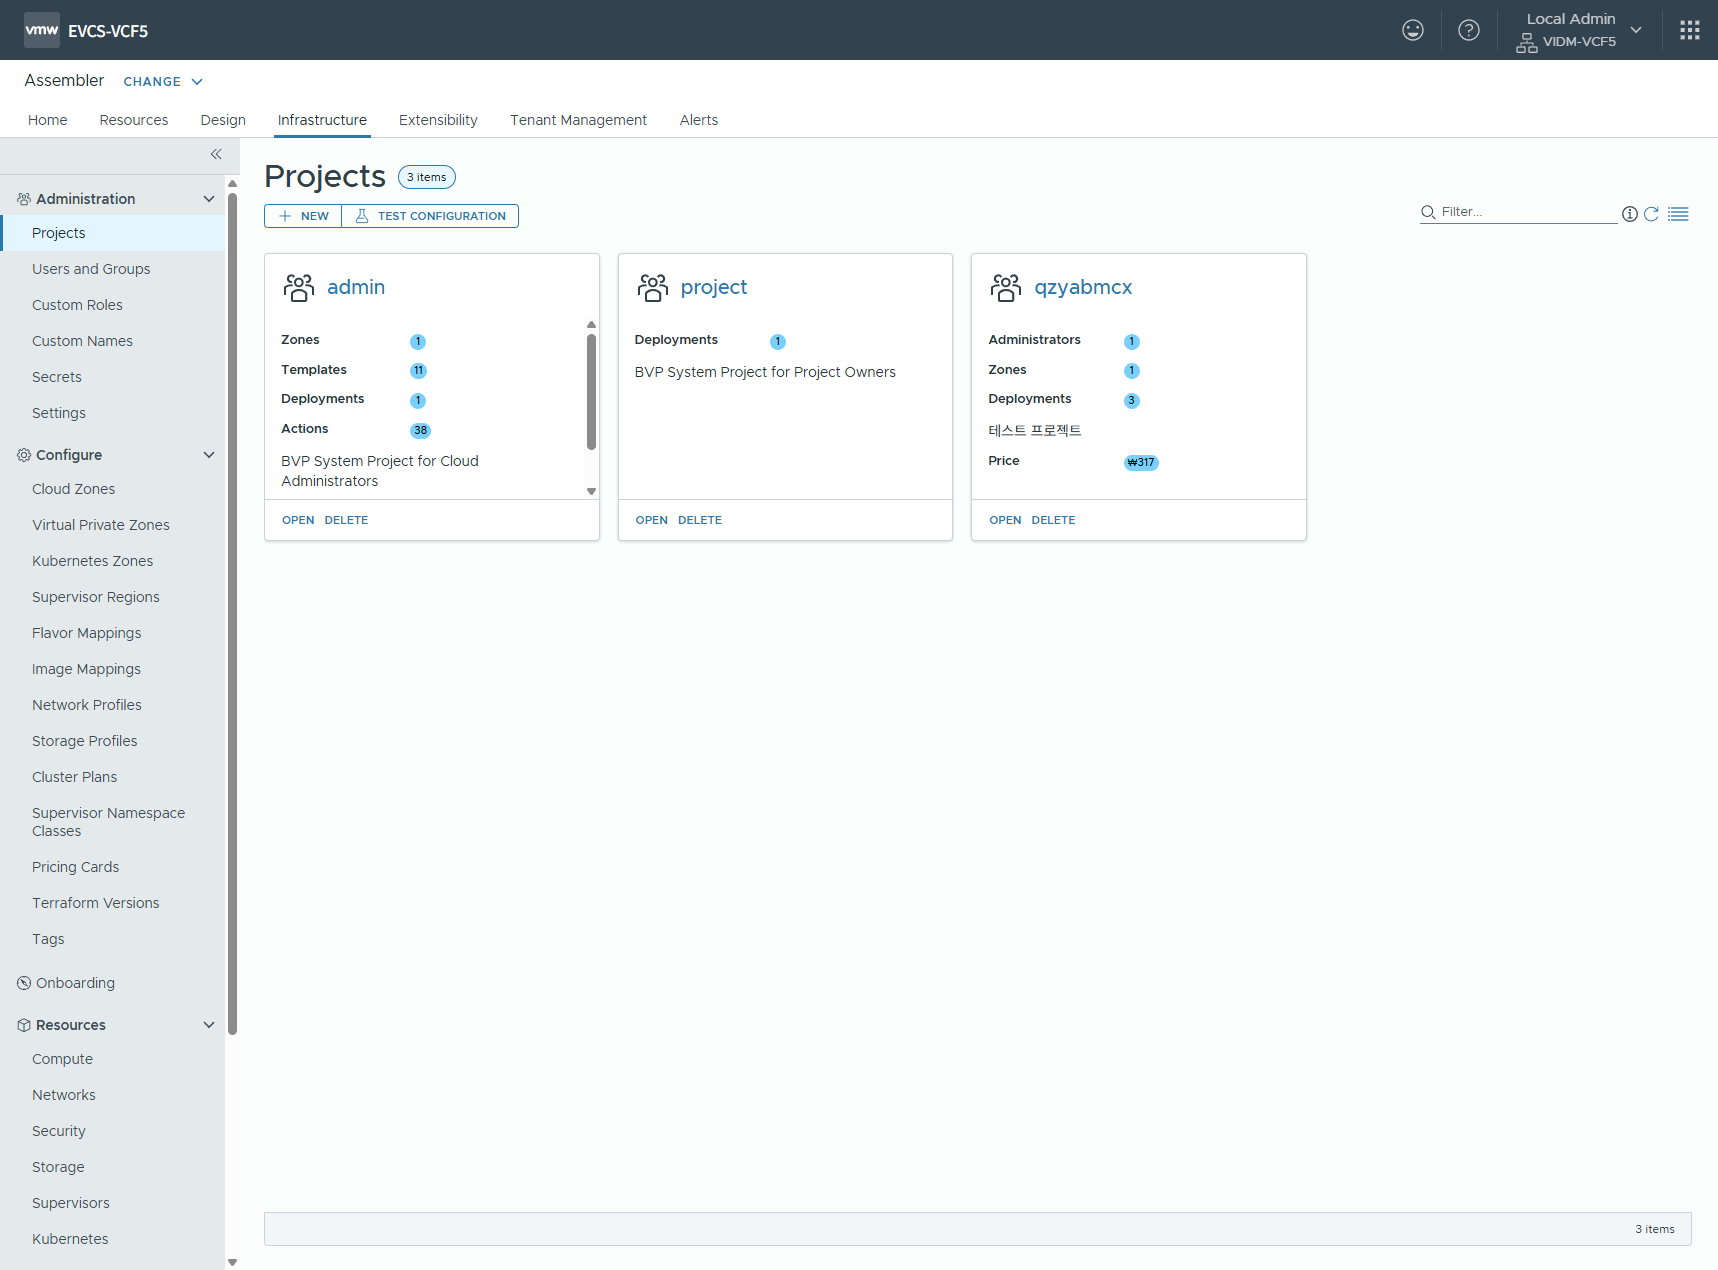 vmw EVCS-VCF5
Local Admin
VIDM-VCF5
Assembler CHANGE
Home Resources Design Infrastructure Extensibility Tenant Management Alerts
Administration
Projects
Users and Groups
Custom Roles
Custom Names
Secrets
Settings
Configure
Cloud Zones
Virtual Private Zones
Kubernetes Zones
Supervisor Regions
Flavor Mappings
Image Mappings
Network Profiles
Storage Profiles
Cluster Plans
Supervisor Namespace
Classes
Pricing Cards
Terraform Versions
Tags
Onboarding
Resources
Compute
Networks
Security
Storage
Supervisors
Kubernetes
Projects 3 items
NEW TEST CONFIGURATION
Filter...
admin
Zones 1
Templates 11
Deployments 1
Actions 38
BVP System Project for Cloud
Administrators
OPEN DELETE
project
Deployments 1
BVP System Project for Project Owners
OPEN DELETE
qzyabmcx
Administrators 1
Zones 1
Deployments 3
테스트 프로젝트
Price ₩317
OPEN DELETE
3 items